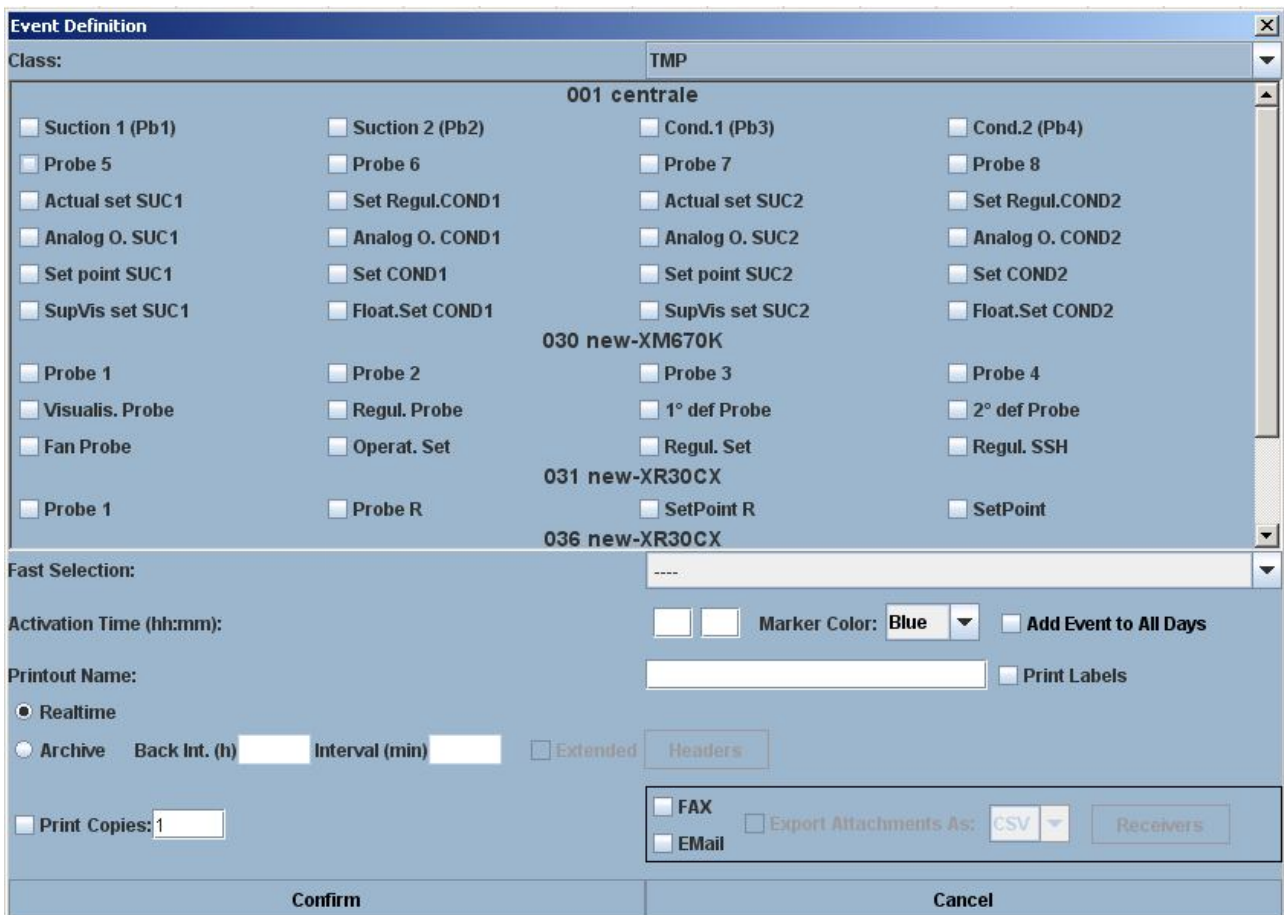 Event Definition
Class: TMP
001 centrale
Suction 1 (Pb1) Suction 2 (Pb2) Cond.1 (Pb3) Cond.2 (Pb4)
Probe 5 Probe 6 Probe 7 Probe 8
Actual set SUC1 Set Regul.COND1 Actual set SUC2 Set Regul.COND2
Analog O. SUC1 Analog O. COND1 Analog O. SUC2 Analog O. COND2
Set point SUC1 Set COND1 Set point SUC2 Set COND2
SupVis set SUC1 Float.Set COND1 SupVis set SUC2 Float.Set COND2
030 new-XM670K
Probe 1 Probe 2 Probe 3 Probe 4
Visualis. Probe Regul. Probe 1° def Probe 2° def Probe
Fan Probe Operat. Set Regul. Set Regul. SSH
031 new-XR30CX
Probe 1 Probe R SetPoint R SetPoint
036 new-XR30CX
Fast Selection: ----
Activation Time (hh:mm): Marker Color: Blue Add Event to All Days
Printout Name: Print Labels
Realtime
Archive Back Int. (h) Interval (min) Extended Headers
Print Copies: 1
FAX
EMail
Export Attachments As: CSV Receivers
Confirm Cancel